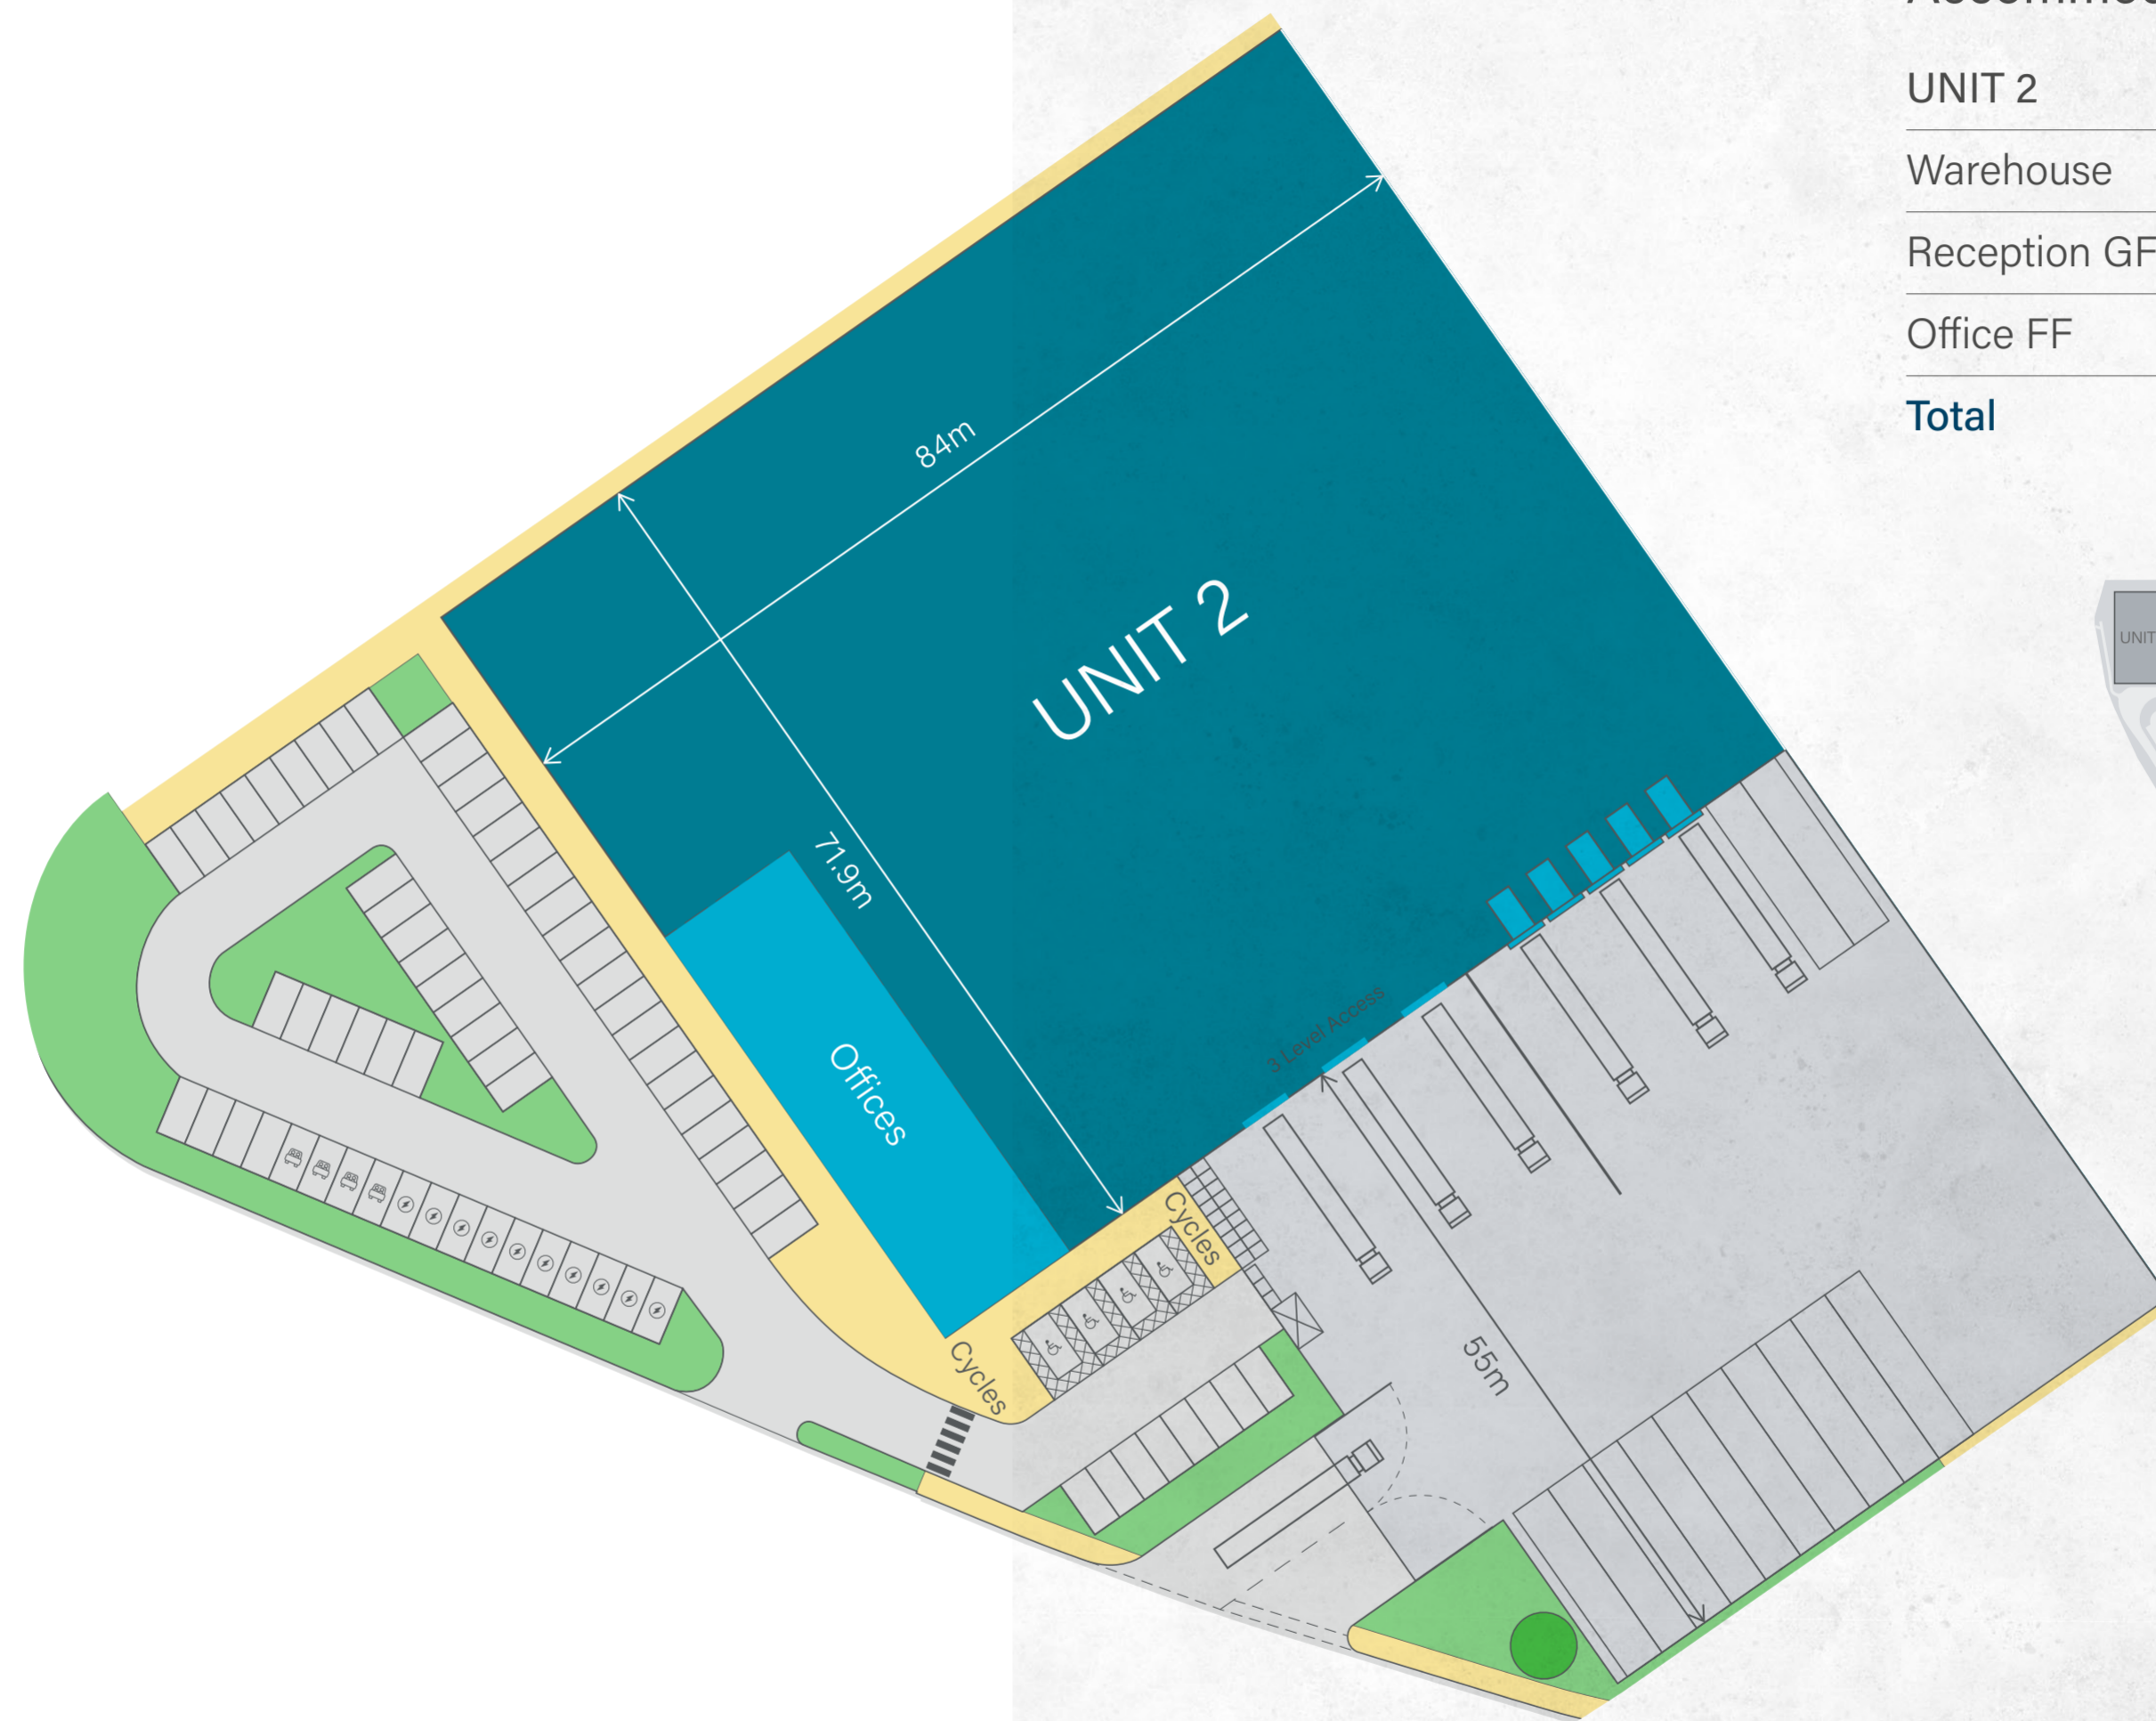 UNIT 2
Warehouse
Reception GF
Office FF
Total
84m
UNIT 2
71.9m
Offices
3 Level Access
Cycles
Cycles
55m
UNIT